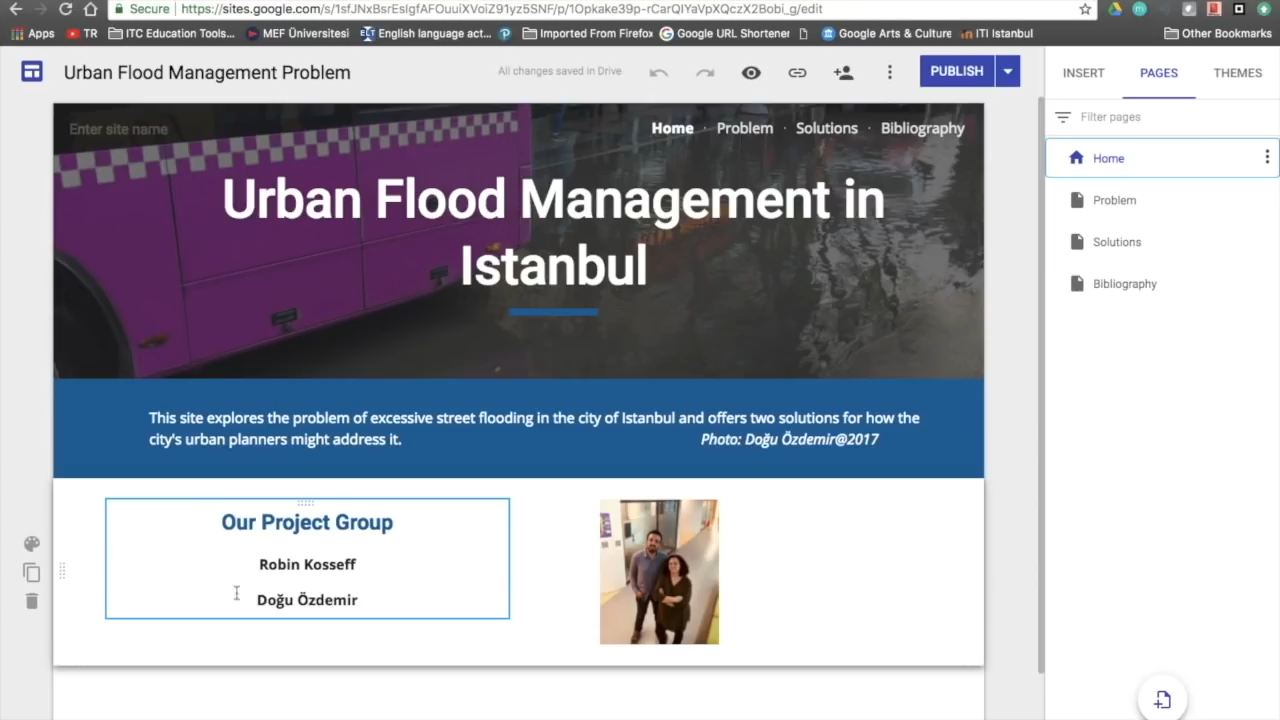 Secure https://sites.google.com/s/1sfJNxBsrEsIgfAFOuuiXVoiZ91yz5SNF/p/1Opkake39p-rCarQIYaVpXQczX2Bobi_g/edit
Apps TR ITC Education Tools... MEF Üniversitesi English language act... Imported From Firefox Google URL Shortener Google Arts & Culture ITI Istanbul Other Bookmarks
Urban Flood Management Problem All changes saved in Drive PUBLISH INSERT PAGES THEMES
Enter site name Home · Problem · Solutions · Bibliography
Filter pages
Home
Problem
Solutions
Bibliography
Urban Flood Management in
Istanbul
This site explores the problem of excessive street flooding in the city of Istanbul and offers two solutions for how the
city's urban planners might address it. Photo: Doğu Özdemir@2017
Our Project Group
Robin Kosseff
Doğu Özdemir